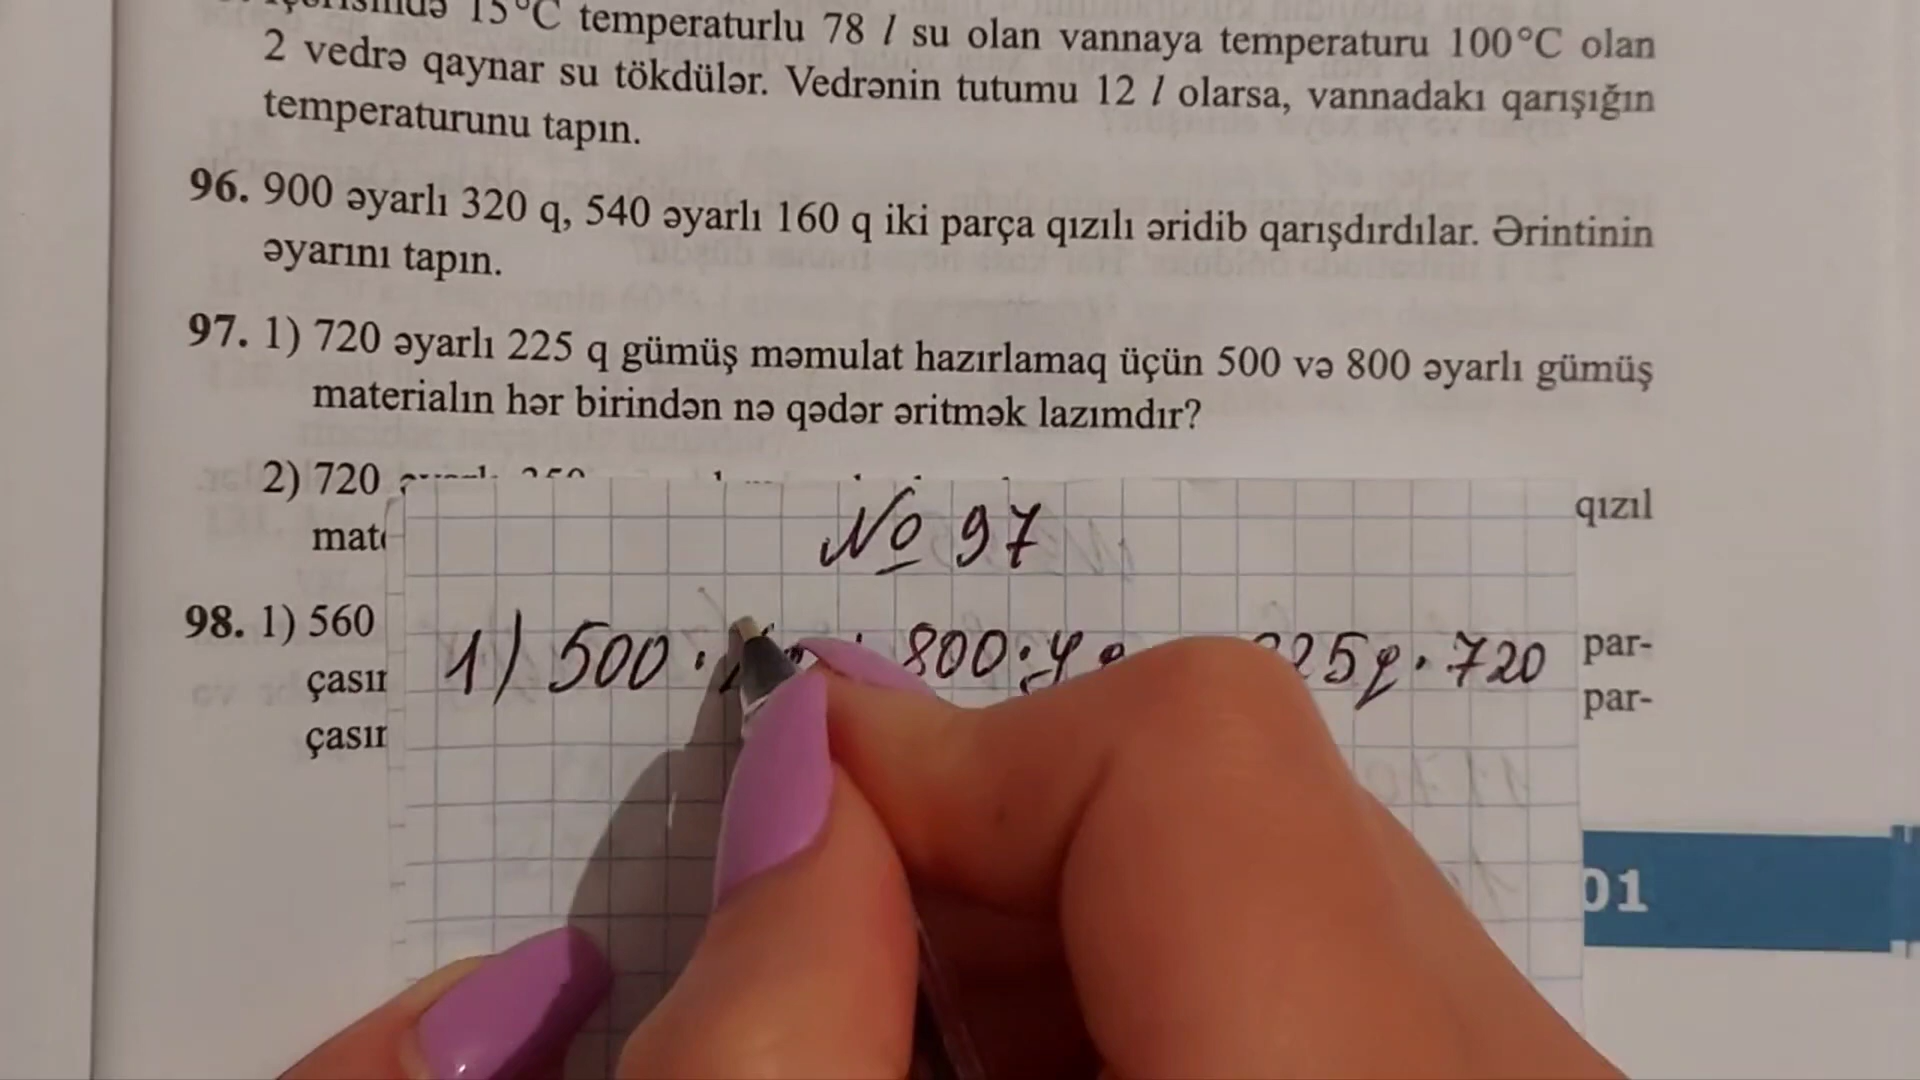 15°C temperaturlu 78 l su olan vannaya temperaturu 100°C olan
2 vedrə qaynar su tökdülər. Vedrənin tutumu 12 l olarsa, vannadakı qarışığın
temperaturunu tapın.
96. 900 əyarlı 320 q, 540 əyarlı 160 q iki parça qızılı əridib qarışdırdılar. Ərintinin
əyarını tapın.
97. 1) 720 əyarlı 225 q gümüş məmulat hazırlamaq üçün 500 və 800 əyarlı gümüş
materialın hər birindən nə qədər əritmək lazımdır?
2) 720 qızıl
№ 97
98. 1) 560 par-
1) 500 · 800 · y 225q · 720
çasın par-
çasın
01